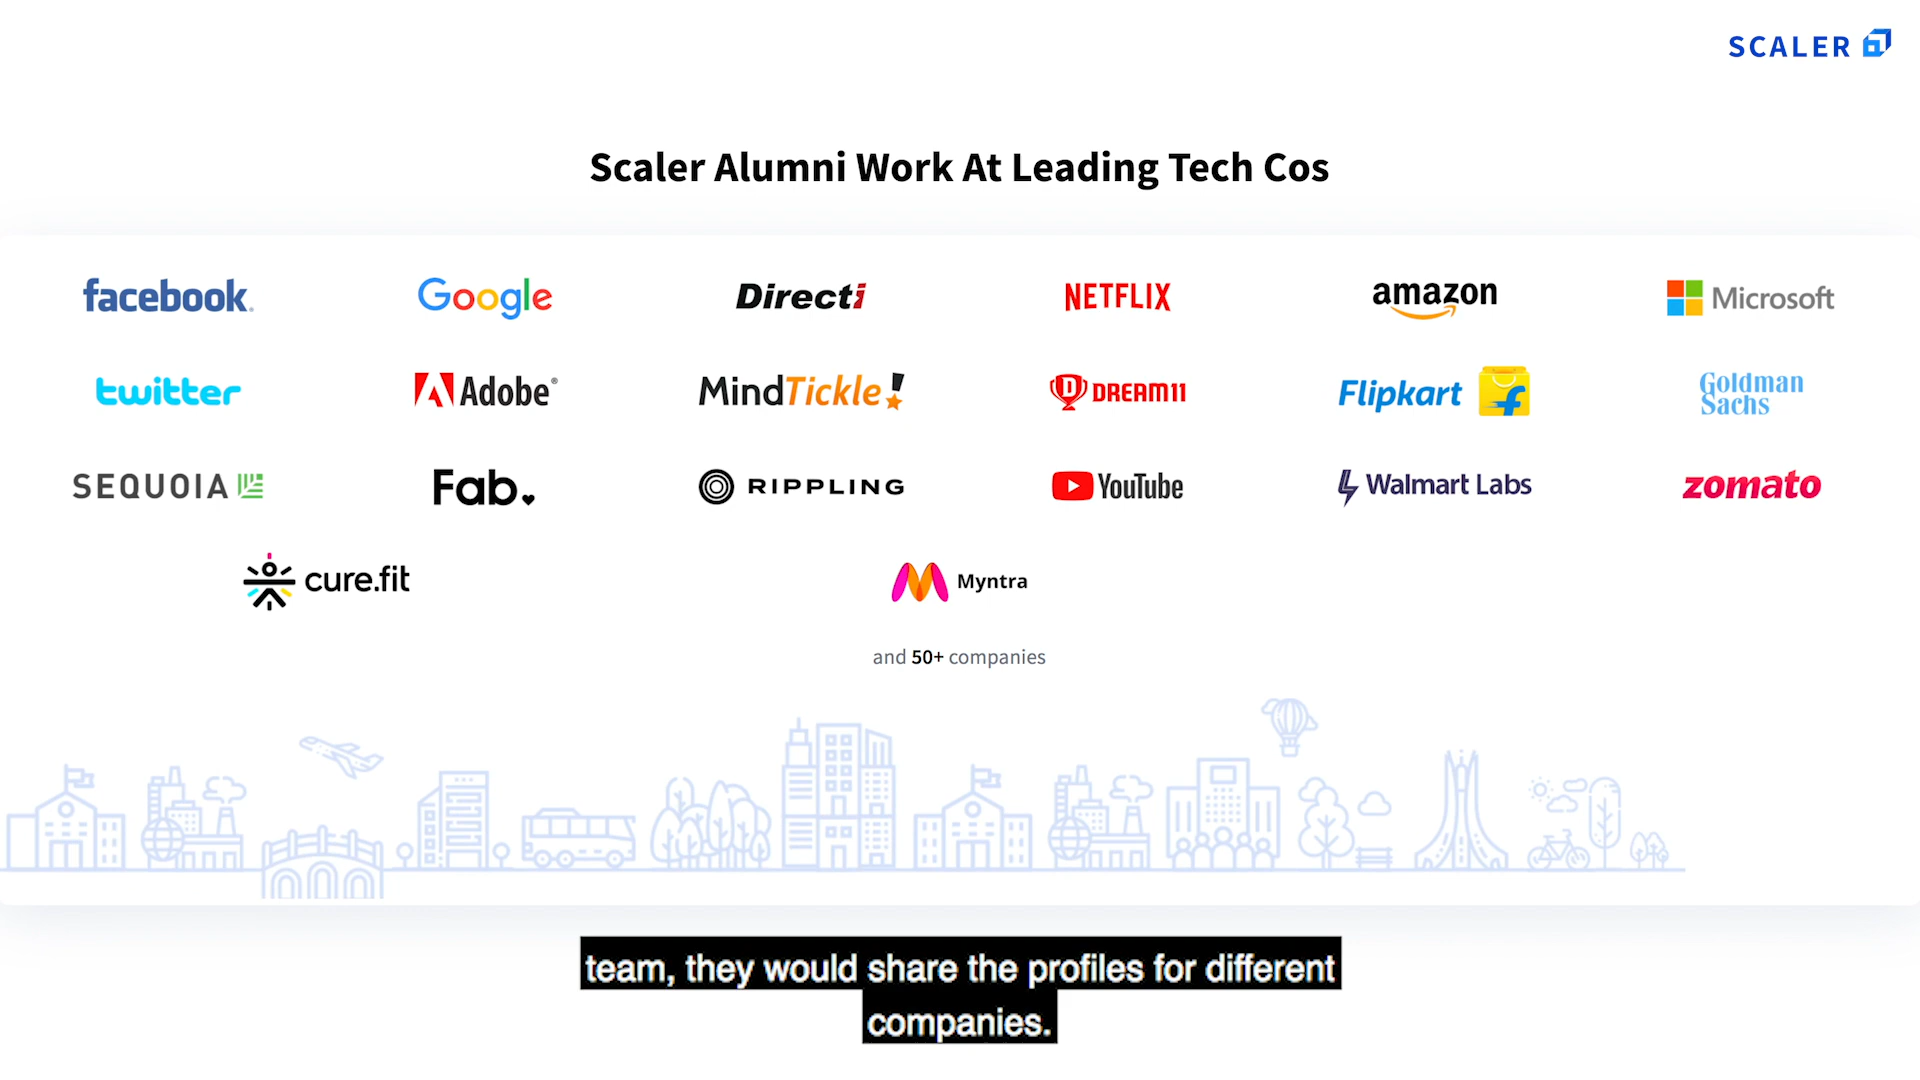 SCALER
Scaler Alumni Work At Leading Tech Cos
facebook.
Google
Directi
NETFLIX
amazon
Microsoft
twitter
Adobe®
MindTickle!
DREAM11
Flipkart
Goldman
Sachs
SEQUOIA
Fab.
RIPPLING
YouTube
Walmart Labs
zomato
cure.fit
Myntra
and 50+ companies
team, they would share the profiles for different
companies.